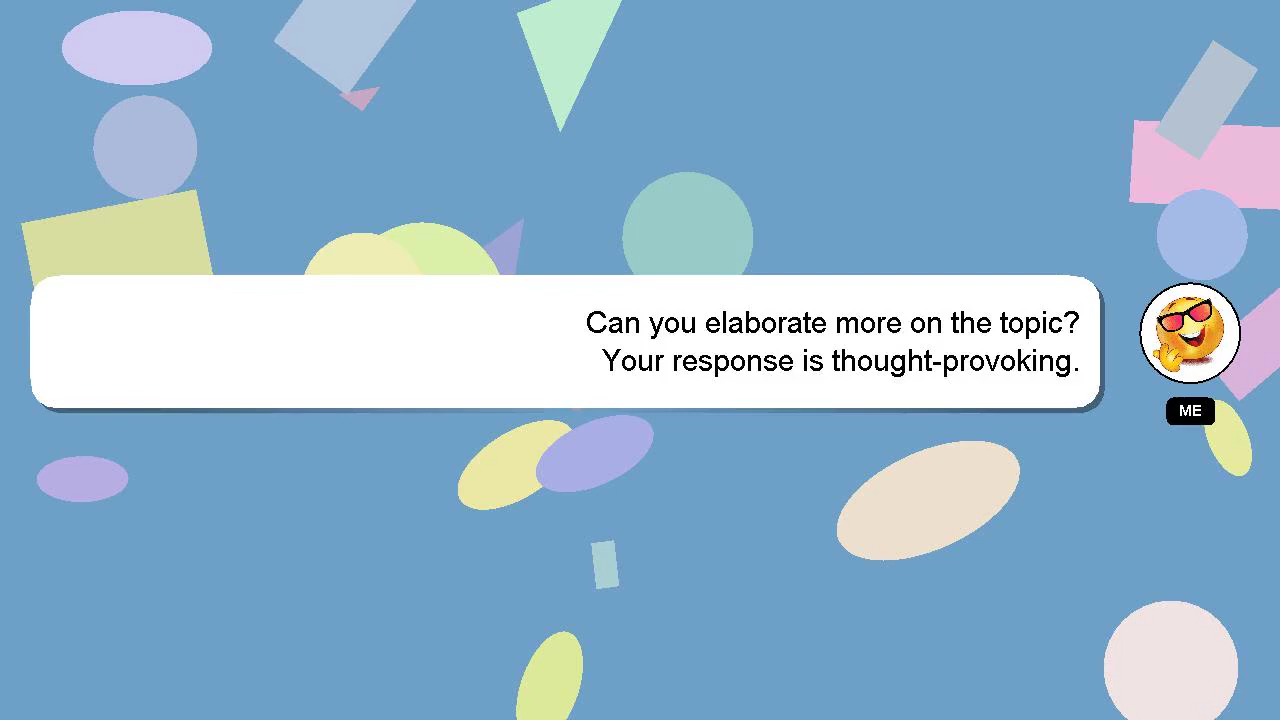 Can you elaborate more on the topic?
Your response is thought-provoking.
ME